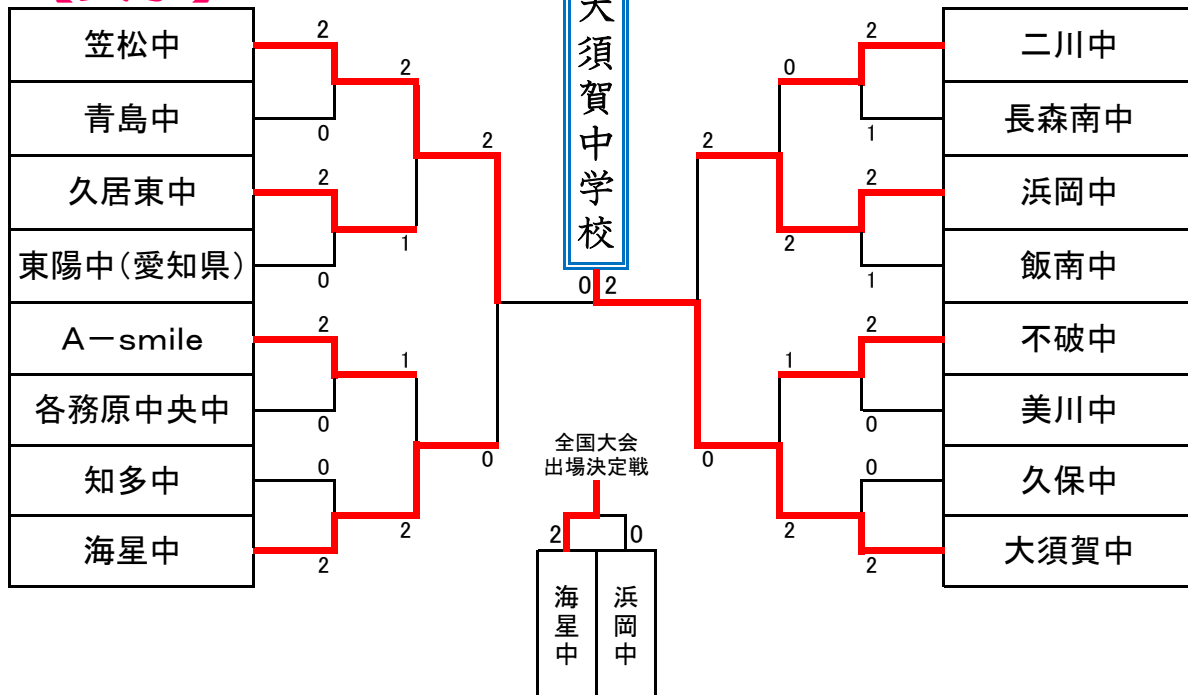 大須賀中学校
笠松中
青島中
久居東中
東陽中(愛知県)
A－smile
各務原中央中
知多中
海星中
2
0
2
0
2
0
0
2
2
1
1
2
2
0
0 2
2
0
0
2
1
2
2
1
2
1
2
0
0
2
二川中
長森南中
浜岡中
飯南中
不破中
美川中
久保中
大須賀中
全国大会
出場決定戦
2
0
海星中
浜岡中